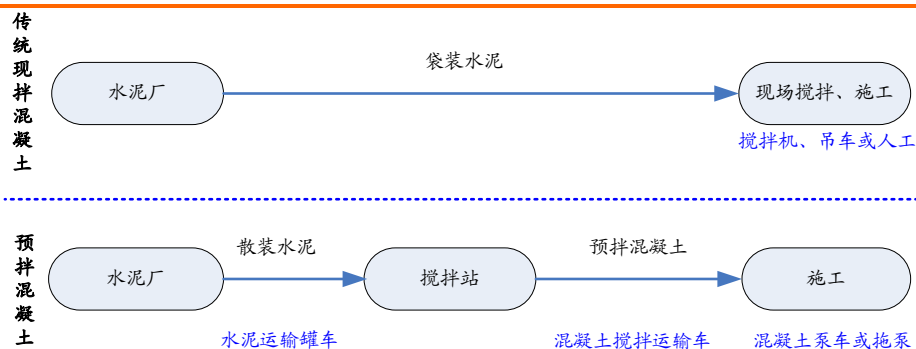 传统现拌混凝土
袋装水泥
水泥厂
现场搅拌、施工
搅拌机、吊车或人工
预拌混凝土
散装水泥
预拌混凝土
水泥厂
搅拌站
施工
水泥运输罐车
混凝土搅拌运输车
混凝土泵车或拖泵